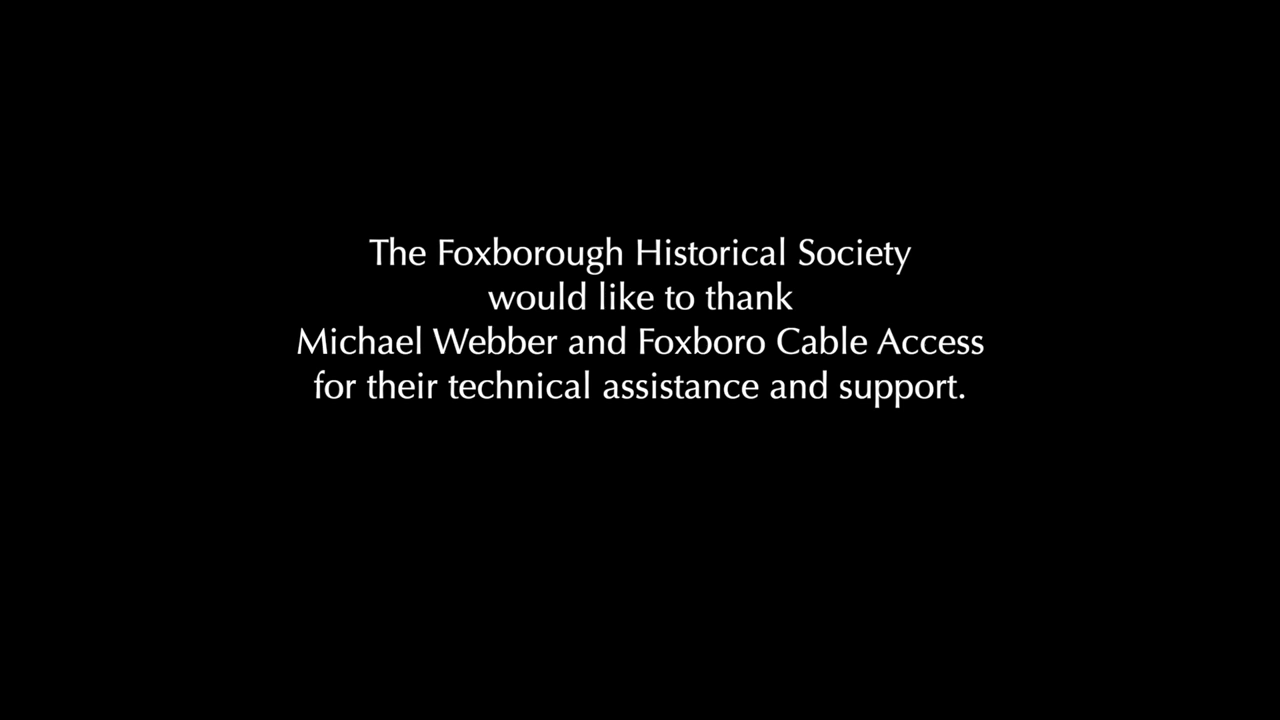 The Foxborough Historical Society
would like to thank
Michael Webber and Foxboro Cable Access
for their technical assistance and support.